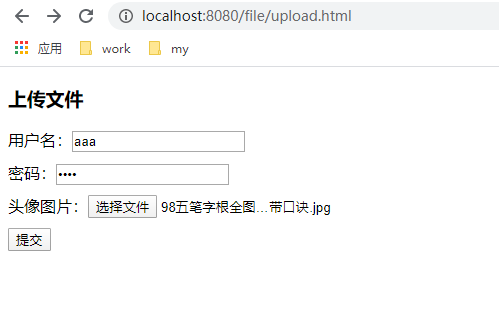 localhost:8080/file/upload.html
应用 work my
上传文件
用户名：aaa
密码：••••
头像图片：选择文件 98五笔字根全图…带口诀.jpg
提交